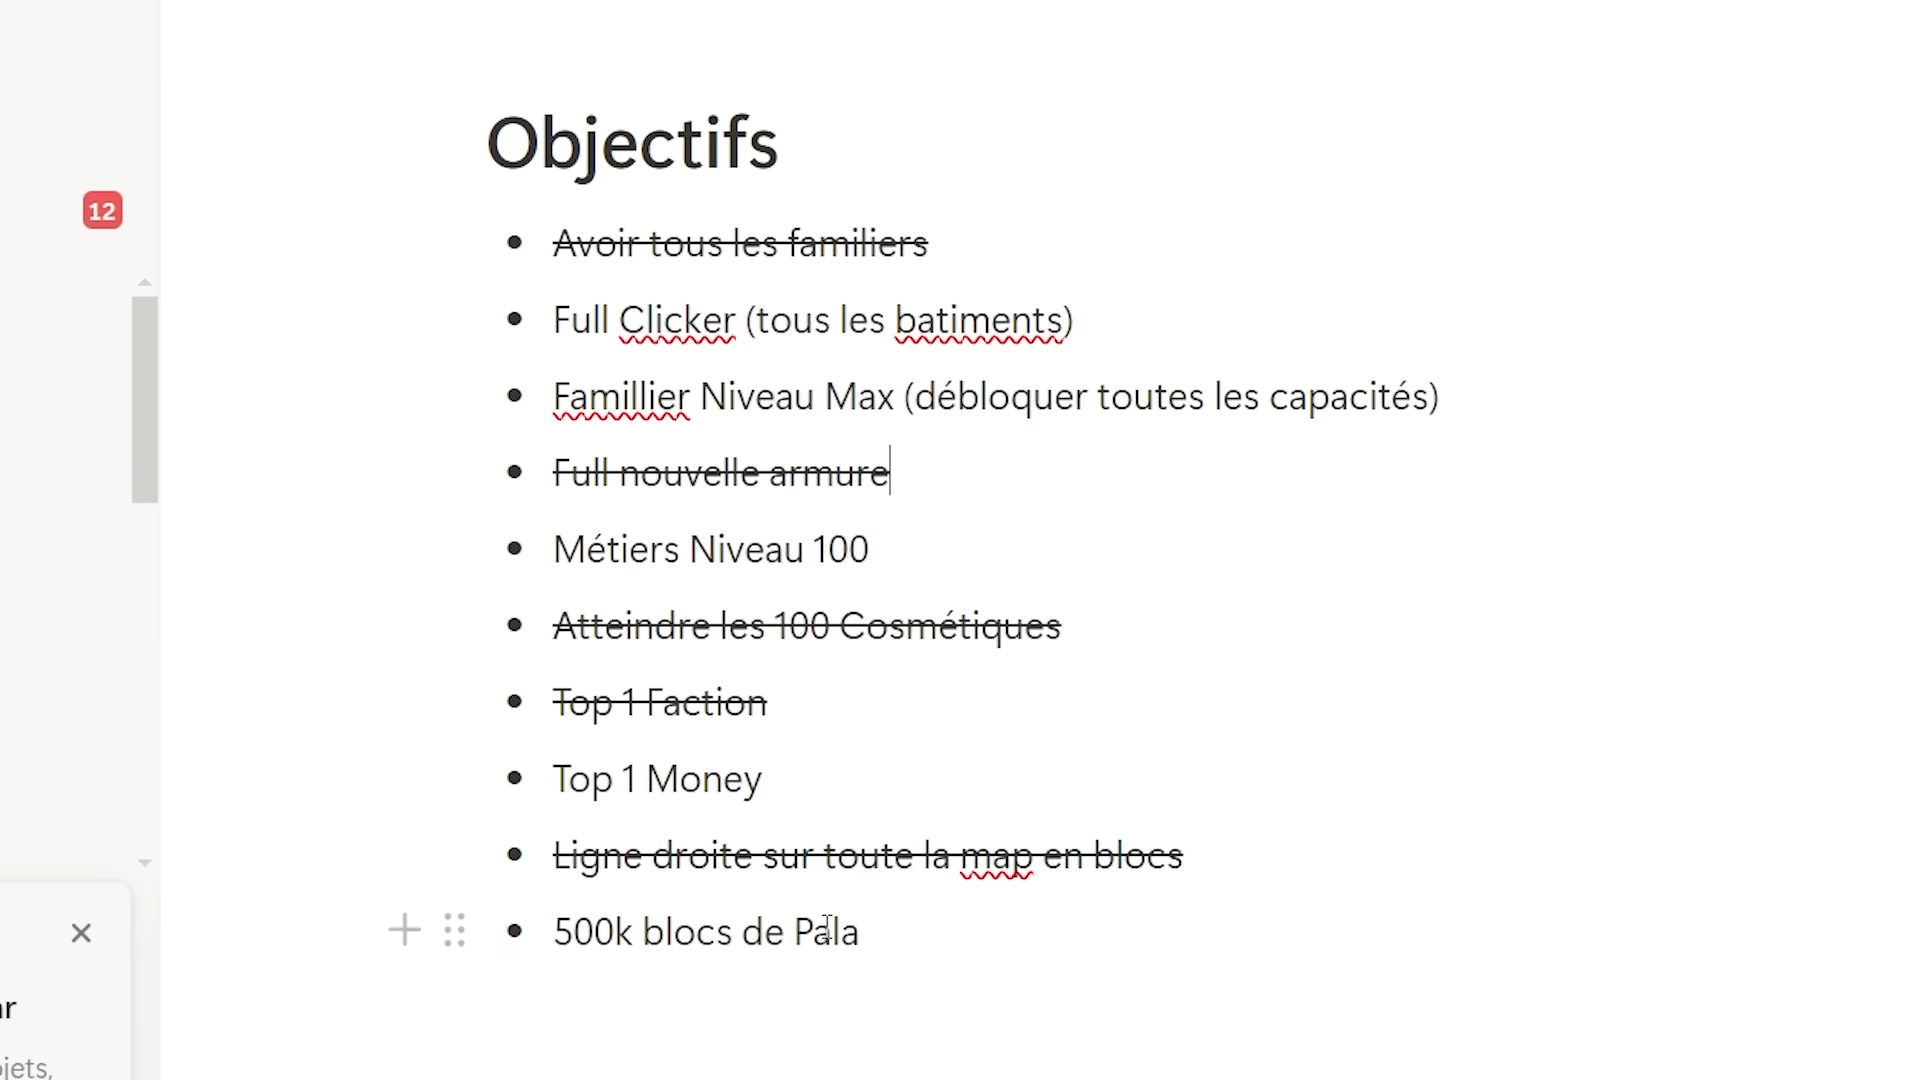 Objectifs
12
Avoir tous les familiers
Full Clicker (tous les batiments)
Famillier Niveau Max (débloquer toutes les capacités)
Full nouvelle armure
Métiers Niveau 100
Atteindre les 100 Cosmétiques
Top 1 Faction
Top 1 Money
Ligne droite sur toute la map en blocs
500k blocs de Pala